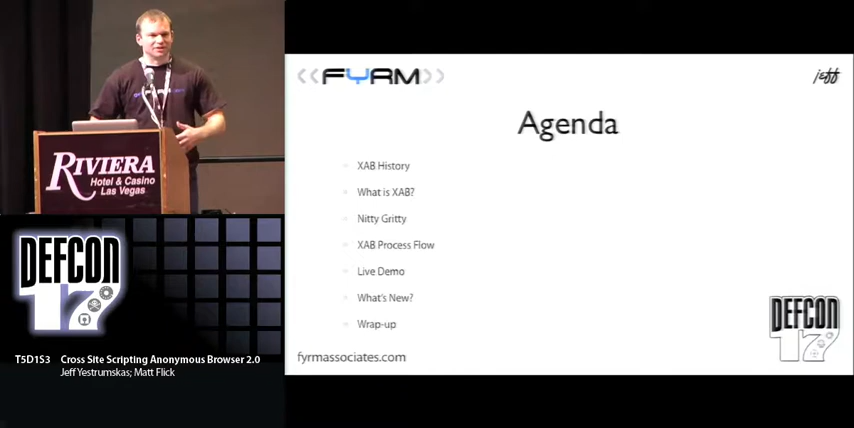 RIVIERA
Hotel & Casino
Las Vegas
DEFCON
17
T5D1S3 Cross Site Scripting Anonymous Browser 2.0
Jeff Yestrumskas; Matt Flick
((FYRM))
jeff
Agenda
XAB History
What is XAB?
Nitty Gritty
XAB Process Flow
Live Demo
What's New?
Wrap-up
fyrmassociates.com
DEFCON
17